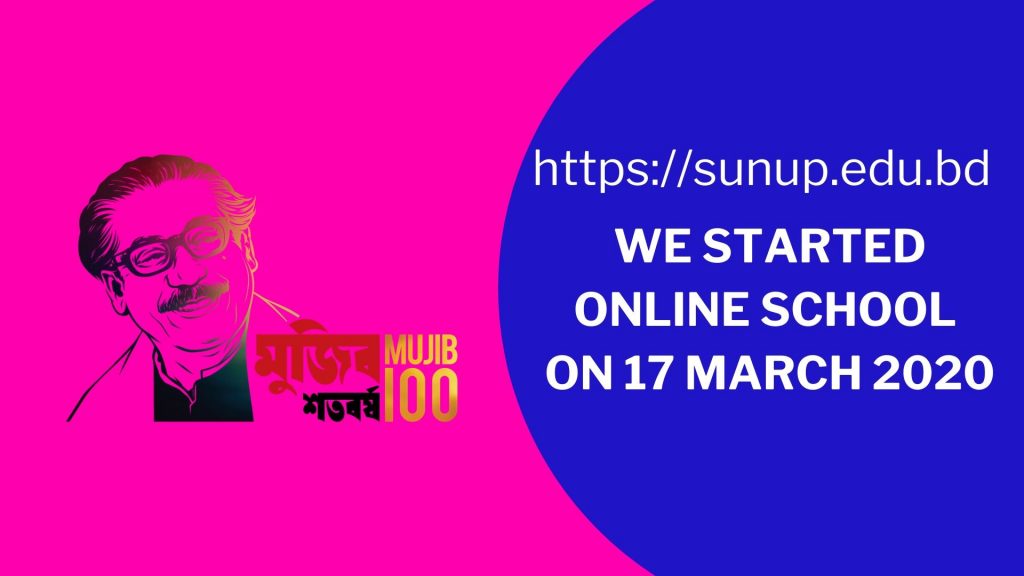 https://sunup.edu.bd
WE STARTED
ONLINE SCHOOL
ON 17 MARCH 2020
মুজিব
শতবর্ষ
MUJIB
100